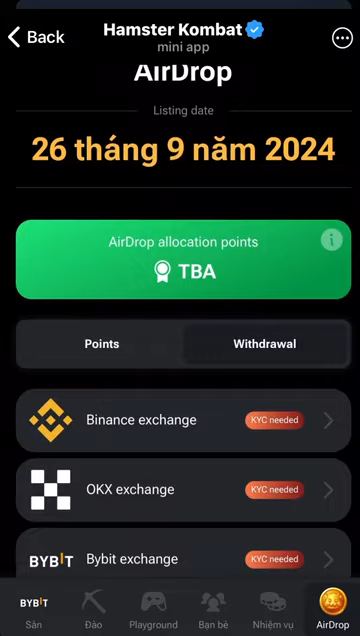 Back
Hamster Kombat
mini app
AirDrop
Listing date
26 tháng 9 năm 2024
AirDrop allocation points
TBA
Points
Withdrawal
Binance exchange
KYC needed
OKX exchange
KYC needed
BYBIT
Bybit exchange
KYC needed
BYBIT
Sàn
Đào
Playground
Bạn bè
Nhiệm vụ
AirDrop